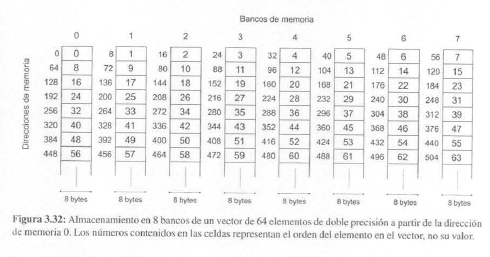 Bancos de memoria
0 1 2 3 4 5 6 7
Direcciones de memoria
0 0 8 1 16 2 24 3 32 4 40 5 48 6 56 7
64 8 72 9 80 10 88 11 96 12 104 13 112 14 120 15
128 16 136 17 144 18 152 19 160 20 168 21 176 22 184 23
192 24 200 25 208 26 216 27 224 28 232 29 240 30 248 31
256 32 264 33 272 34 280 35 288 36 296 37 304 38 312 39
320 40 328 41 336 42 344 43 352 44 360 45 368 46 376 47
384 48 392 49 400 50 408 51 416 52 424 53 432 54 440 55
448 56 456 57 464 58 472 59 480 60 488 61 496 62 504 63
8 bytes 8 bytes 8 bytes 8 bytes 8 bytes 8 bytes 8 bytes 8 bytes
Figura 3.32: Almacenamiento en 8 bancos de un vector de 64 elementos de doble precisión a partir de la dirección
de memoria 0. Los números contenidos en las celdas representan el orden del elemento en el vector, no su valor.